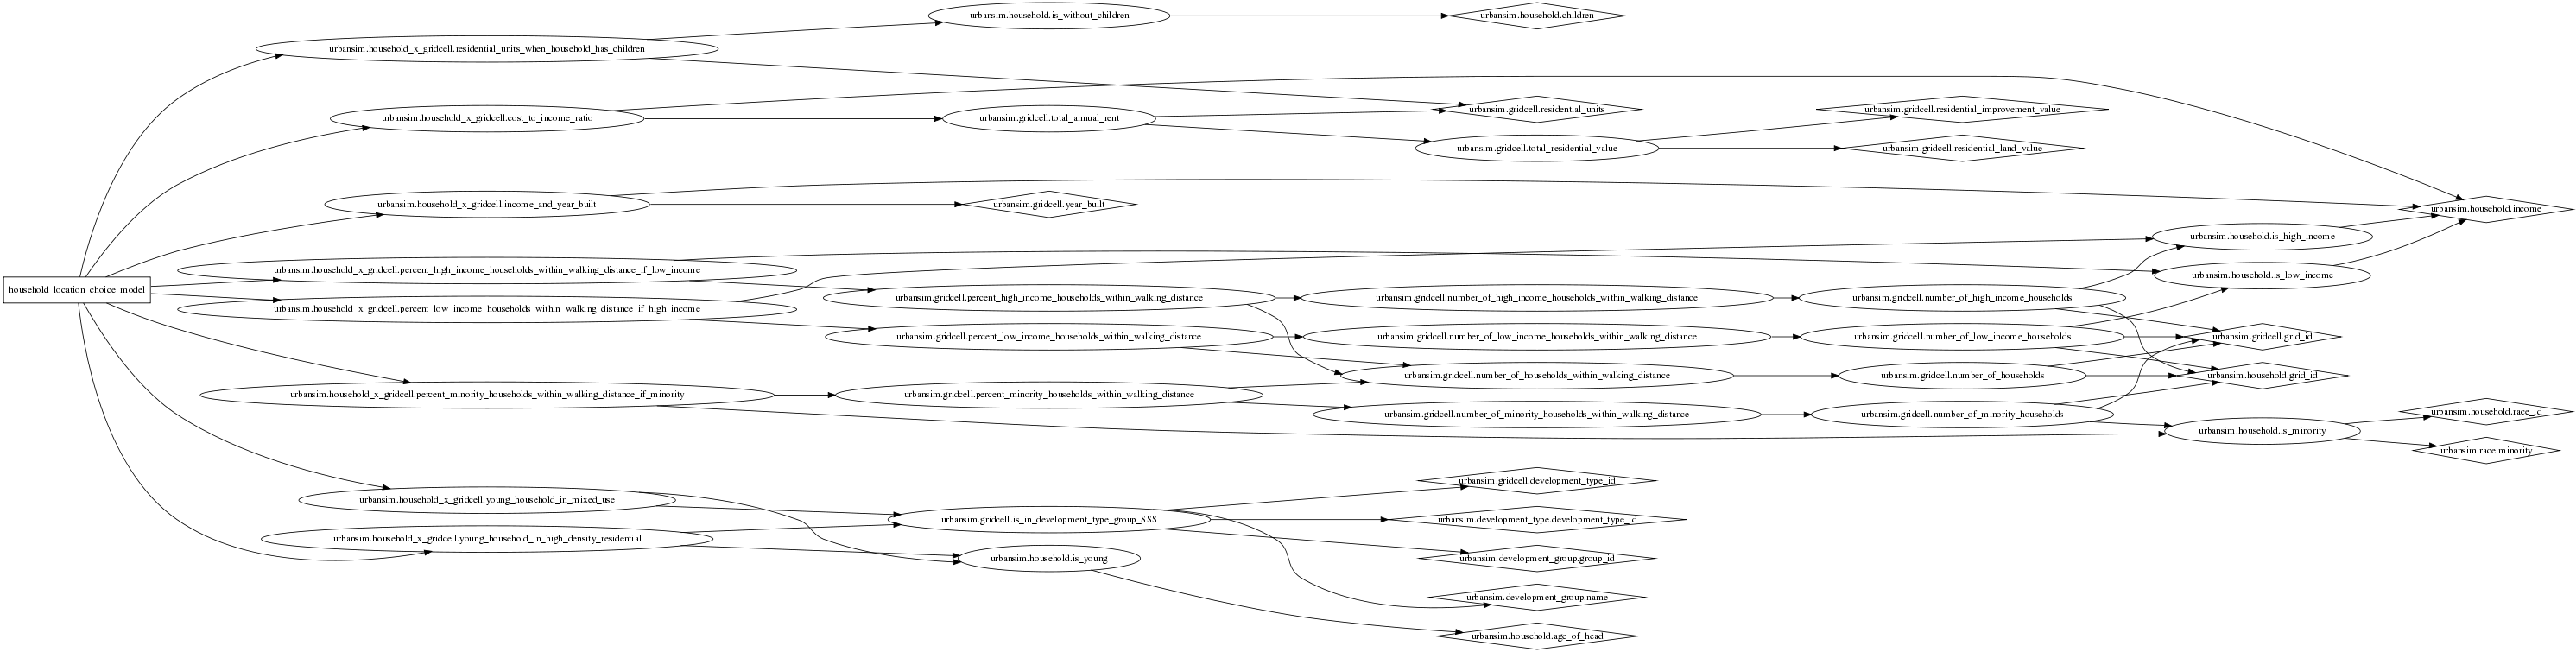 urbansim.household.is_without_children
urbansim.household.children
urbansim.household_x_gridcell.residential_units_when_household_has_children
urbansim.household_x_gridcell.cost_to_income_ratio
urbansim.gridcell.total_annual_rent
urbansim.gridcell.residential_units
urbansim.gridcell.residential_improvement_value
urbansim.gridcell.total_residential_value
urbansim.gridcell.residential_land_value
urbansim.household_x_gridcell.income_and_year_built
urbansim.gridcell.year_built
urbansim.household.income
urbansim.household.is_high_income
household_location_choice_model
urbansim.household_x_gridcell.percent_high_income_households_within_walking_distance_if_low_income
urbansim.household.is_low_income
urbansim.gridcell.percent_high_income_households_within_walking_distance
urbansim.gridcell.number_of_high_income_households_within_walking_distance
urbansim.gridcell.number_of_high_income_households
urbansim.household_x_gridcell.percent_low_income_households_within_walking_distance_if_high_income
urbansim.gridcell.percent_low_income_households_within_walking_distance
urbansim.gridcell.number_of_low_income_households_within_walking_distance
urbansim.gridcell.number_of_low_income_households
urbansim.gridcell.grid_id
urbansim.gridcell.number_of_households_within_walking_distance
urbansim.gridcell.number_of_households
urbansim.household.grid_id
urbansim.household_x_gridcell.percent_minority_households_within_walking_distance_if_minority
urbansim.gridcell.percent_minority_households_within_walking_distance
urbansim.gridcell.number_of_minority_households_within_walking_distance
urbansim.gridcell.number_of_minority_households
urbansim.household.race_id
urbansim.household.is_minority
urbansim.race.minority
urbansim.household_x_gridcell.young_household_in_mixed_use
urbansim.gridcell.development_type_id
urbansim.gridcell.is_in_development_type_group_SSS
urbansim.development_type.development_type_id
urbansim.household_x_gridcell.young_household_in_high_density_residential
urbansim.household.is_young
urbansim.development_group.group_id
urbansim.development_group.name
urbansim.household.age_of_head